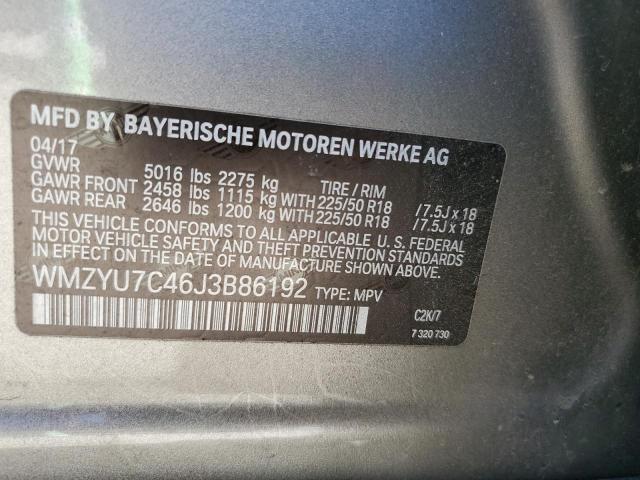 MFD BY BAYERISCHE MOTOREN WERKE AG
04/17
GVWR 5016 lbs 2275 kg TIRE / RIM
GAWR FRONT 2458 lbs 1115 kg WITH 225/50 R18 /7.5J x 18
GAWR REAR 2646 lbs 1200 kg WITH 225/50 R18 /7.5J x 18
THIS VEHICLE CONFORMS TO ALL APPLICABLE U. S. FEDERAL
MOTOR VEHICLE SAFETY AND THEFT PREVENTION STANDARDS
IN EFFECT ON THE DATE OF MANUFACTURE SHOWN ABOVE.
WMZYU7C46J3B86192 TYPE: MPV
C2K/7
7 320 730